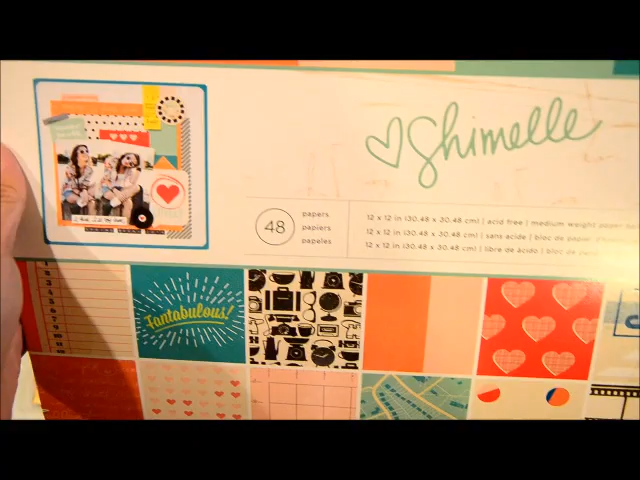 Shimelle
48
papers
papiers
papeles
12 x 12 in (30.48 x 30.48 cm) | acid free | medium weight paper
12 x 12 in (30.48 x 30.48 cm) | sans acide | bloc de papier
12 x 12 in (30.48 x 30.48 cm) | libre de ácido | bloc de
Fantabulous!